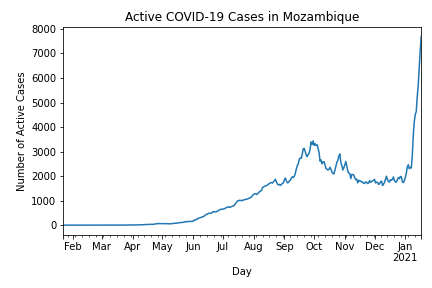 Active COVID-19 Cases in Mozambique
8000
7000
6000
5000
4000
3000
2000
1000
0
Number of Active Cases
Feb Mar Apr May Jun Jul Aug Sep Oct Nov Dec Jan
2021
Day